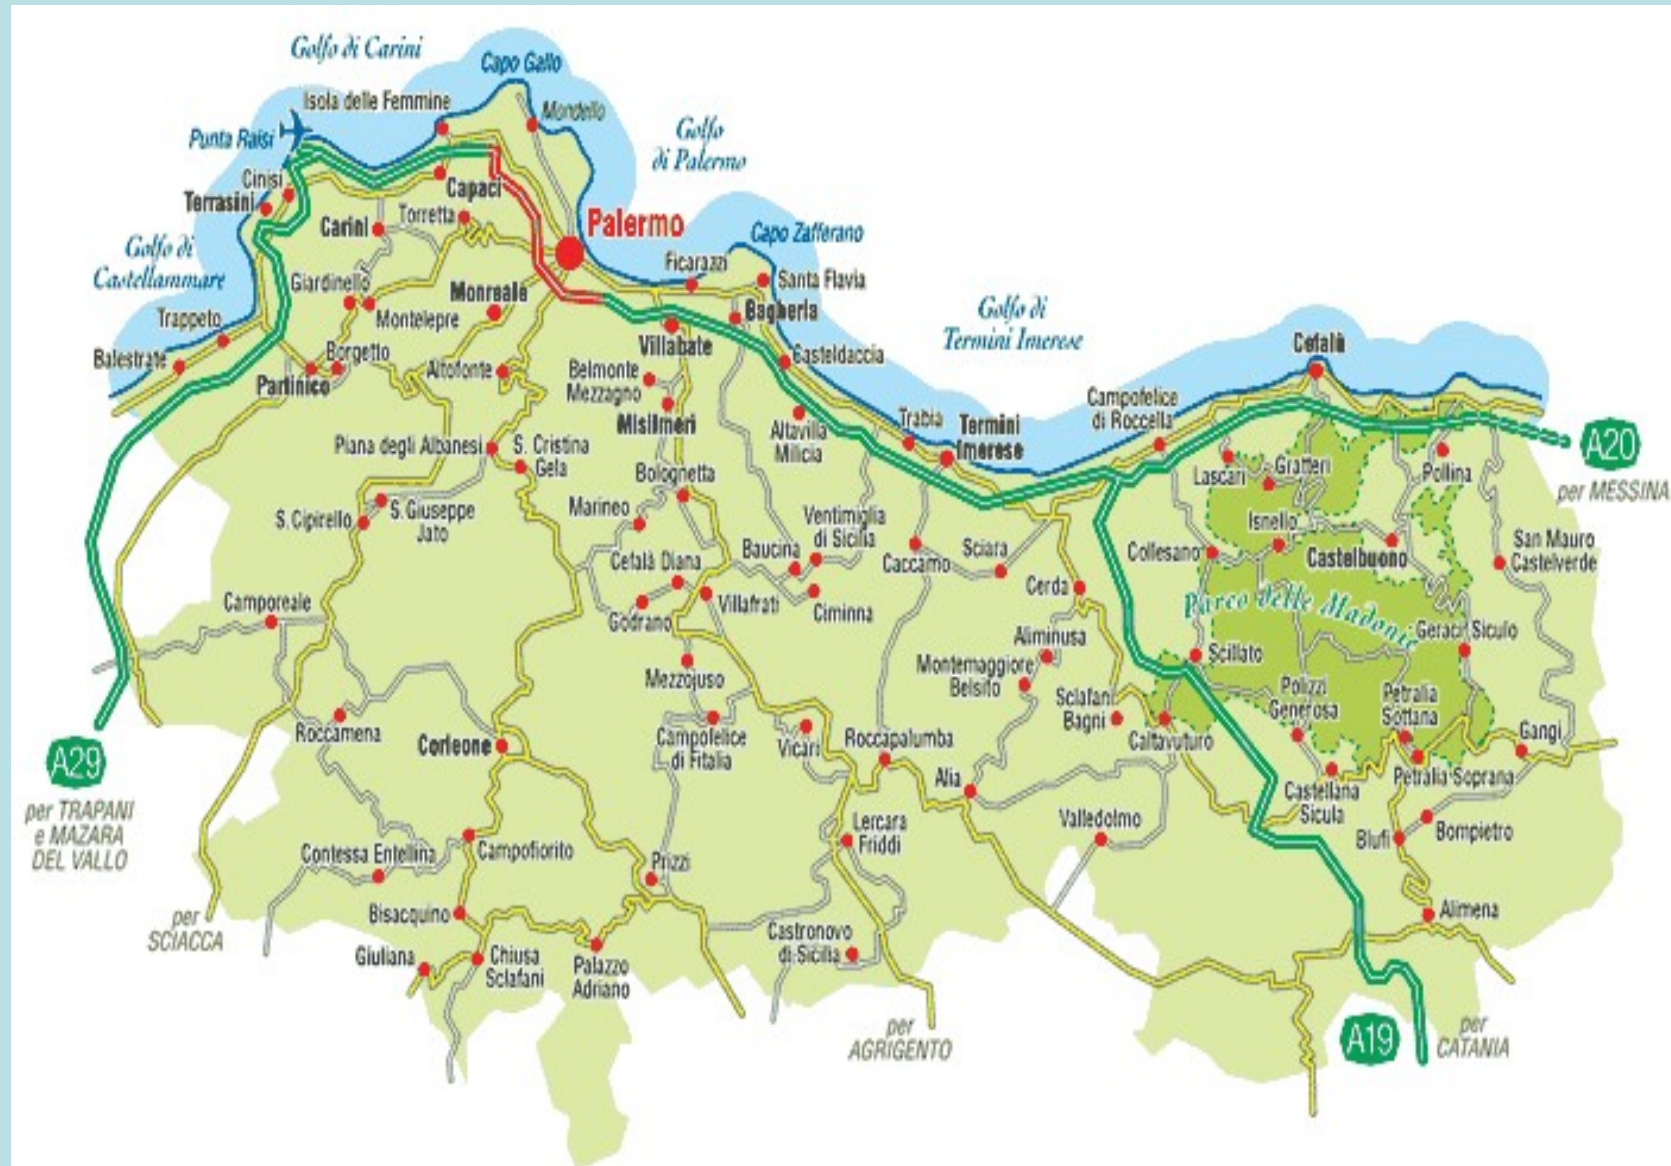 Golfo di Carini
Capo Gallo
Isola delle Femmine
Mondello
Punta Raisi
Golfo
di Palermo
Cinisi
Terrasini
Capaci
Carini
Torretta
Palermo
Capo Zafferano
Golfo di
Castellammare
Ficarazzi
Santa Flavia
Giardinello
Monreale
Montelepre
Bagheria
Golfo di
Termini Imerese
Trappeto
Villabate
Cefalù
Balestrate
Borgetto
Casteldaccia
Partinico
Altofonte
Belmonte
Mezzagno
Campofelice
di Roccella
Misilmeri
Altavilla
Milicia
Trabia
Termini
Imerese
A20
per MESSINA
Piana degli Albanesi
S. Cristina
Gela
Bolognetta
Lascari
Gratteri
Pollina
S. Cipirello
S. Giuseppe
Jato
Marineo
Ventimiglia
di Sicilia
Isnello
Baucina
Caccamo
Sciara
Collesano
Castelbuono
San Mauro
Castelverde
Cefalà Diana
Cerda
Camporeale
Villafrati
Ciminna
Parco delle Madonie
Godrano
Aliminusa
Geraci Siculo
Montemaggiore
Belsito
Scillato
Mezzojuso
Sclafani
Bagni
Polizzi
Generosa
Petralia
Sottana
Roccamena
Corleone
Campofelice
di Fitalia
Vicari
Roccapalumba
Caltavuturo
Gangi
A29
per TRAPANI
e MAZARA
DEL VALLO
Alia
Petralia Soprana
Castellana
Sicula
Lercara
Friddi
Valledolmo
Blufi
Bompietro
Contessa Entellina
Campofiorito
Prizzi
per
SCIACCA
Bisacquino
Alimena
Giuliana
Chiusa
Sclafani
Palazzo
Adriano
Castronovo
di Sicilia
per
AGRIGENTO
A19
per
CATANIA